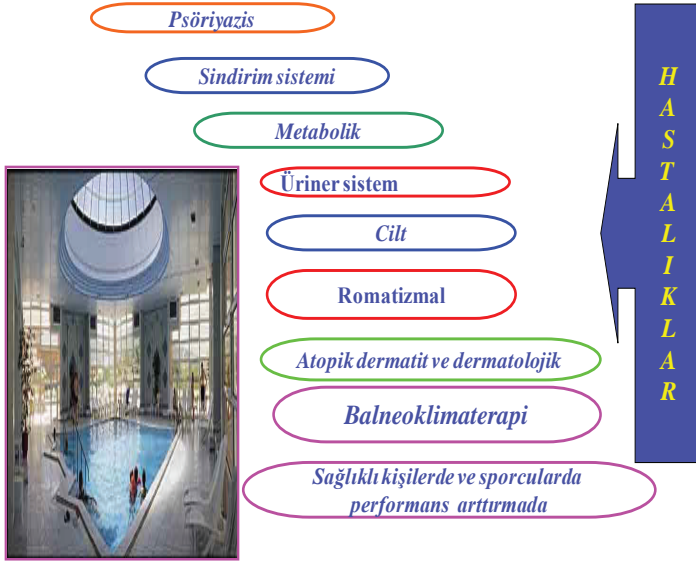 Psöriyazis
Sindirim sistemi
Metabolik
Üriner sistem
Cilt
Romatizmal
Atopik dermatit ve dermatolojik
Balneoklimaterapi
Sağlıklı kişilerde ve sporcularda
performans arttırmada
HASTALIKLAR